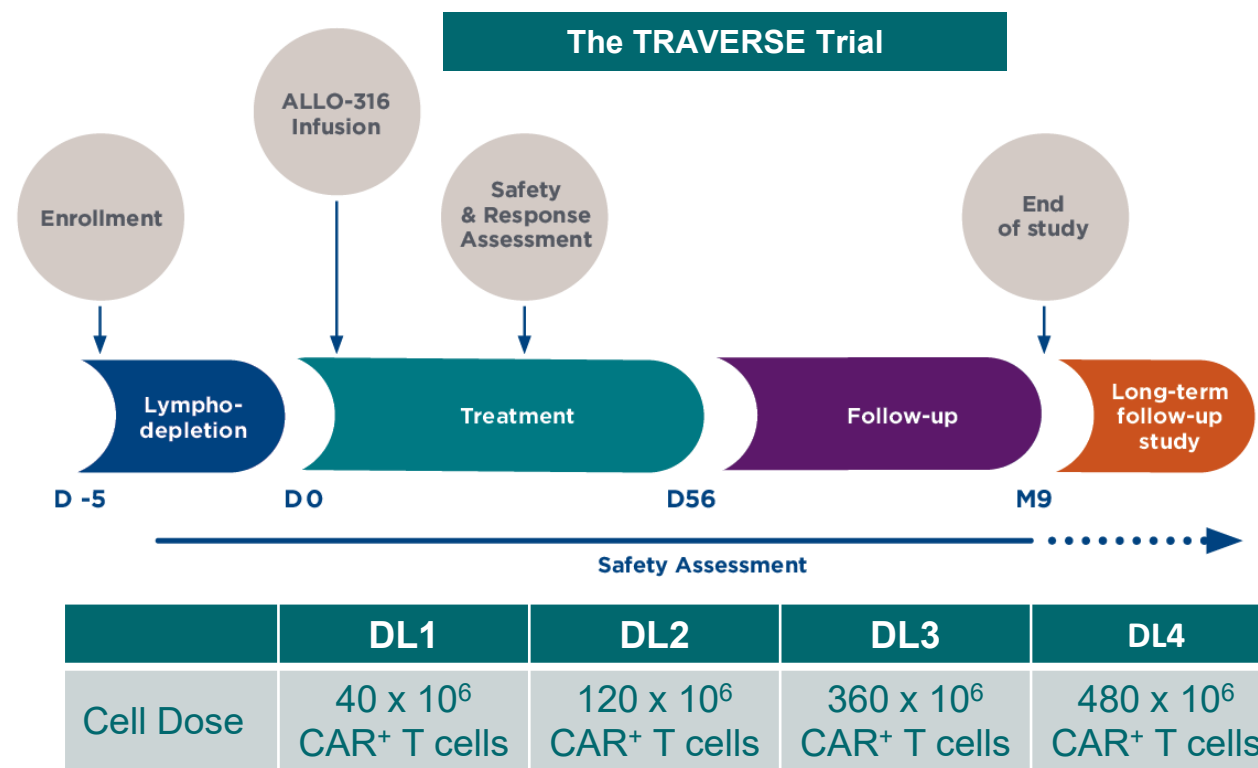 The TRAVERSE Trial
Enrollment
ALLO-316
Infusion
Safety
& Response
Assessment
End
of study
Lympho-
depletion
Treatment
Follow-up
Long-term
follow-up
study
D -5
D 0
D56
M9
Safety Assessment
DL1 DL2 DL3 DL4
Cell Dose
40 x 10⁶
CAR⁺ T cells
120 x 10⁶
CAR⁺ T cells
360 x 10⁶
CAR⁺ T cells
480 x 10⁶
CAR⁺ T cells